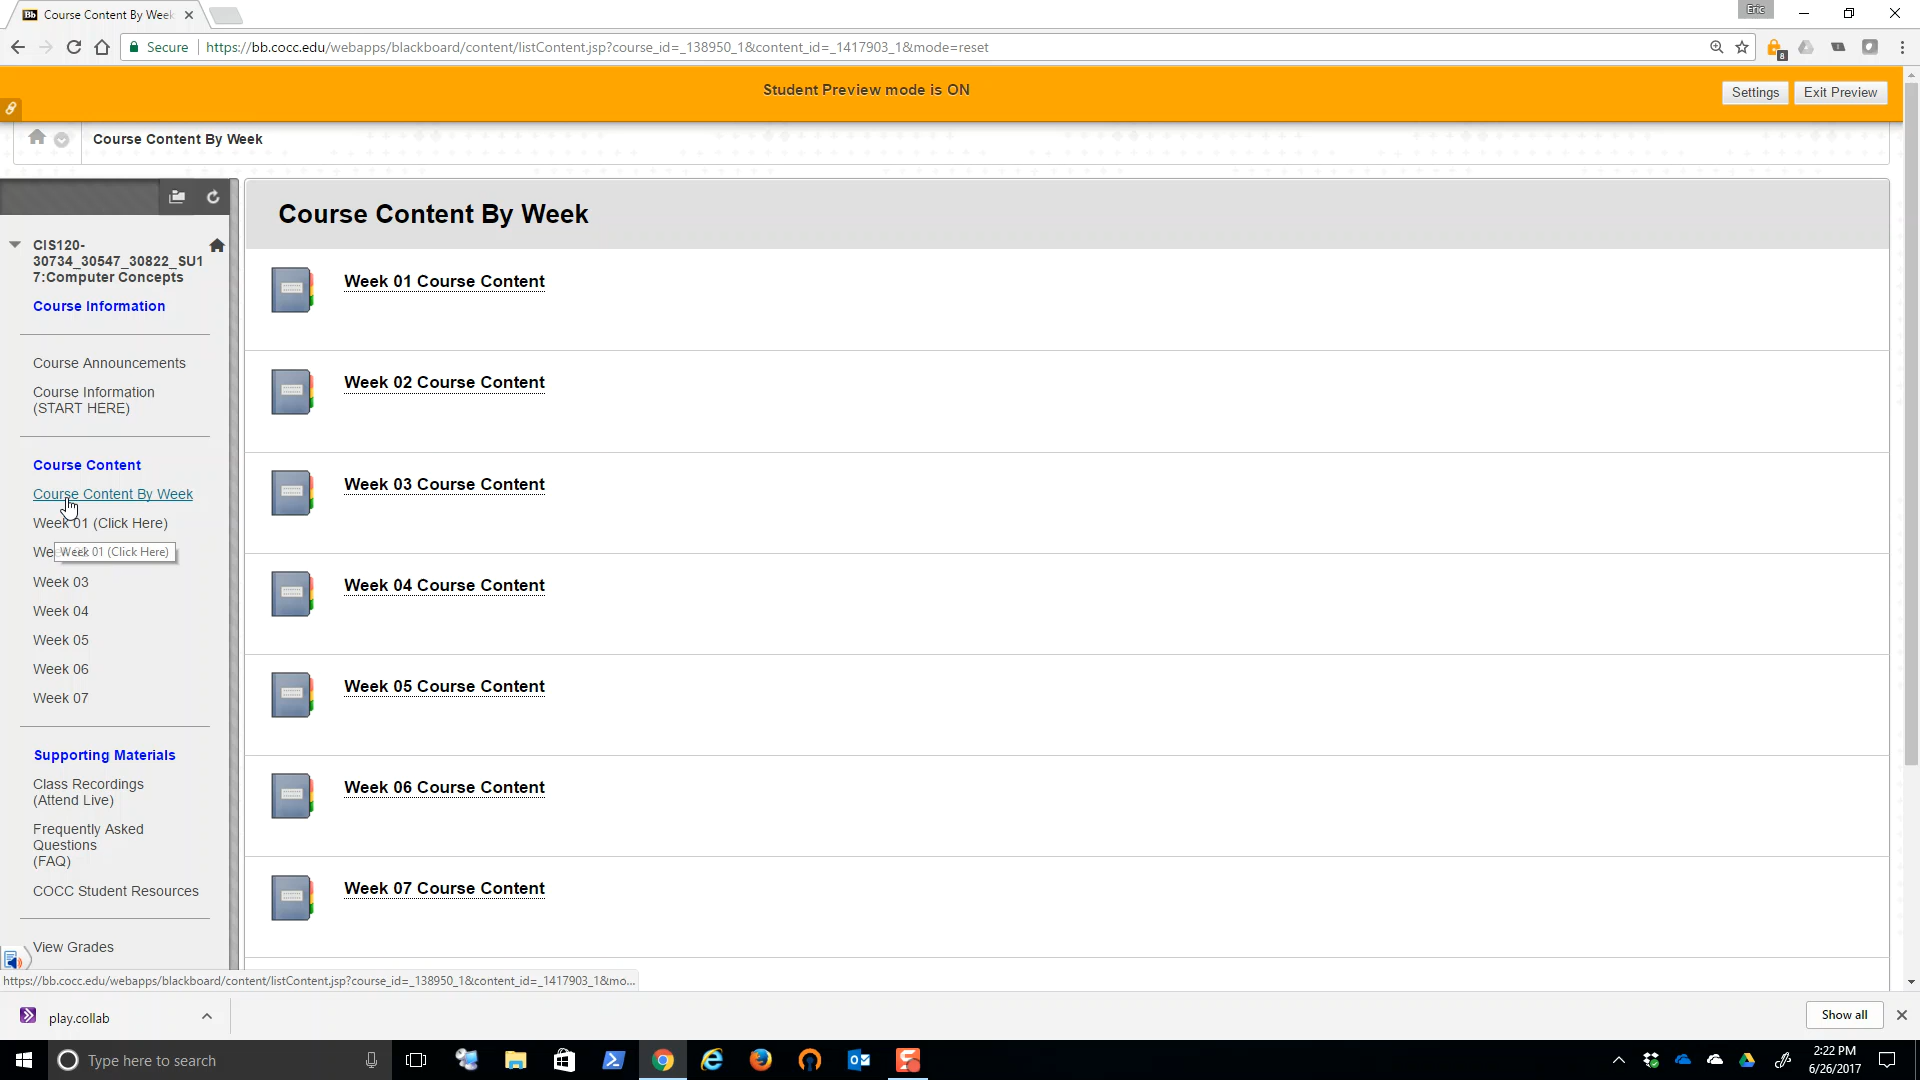 Course Content By Week
Eric
Secure
https://bb.cocc.edu/webapps/blackboard/content/listContent.jsp?course_id=_138950_1&content_id=_1417903_1&mode=reset
8
Student Preview mode is ON
Settings
Exit Preview
Course Content By Week
CIS120-
30734_30547_30822_SU1
7:Computer Concepts
Course Information
Course Announcements
Course Information
(START HERE)
Course Content
Course Content By Week
Week 01 (Click Here)
We
Week 01 (Click Here)
Week 03
Week 04
Week 05
Week 06
Week 07
Supporting Materials
Class Recordings
(Attend Live)
Frequently Asked
Questions
(FAQ)
COCC Student Resources
View Grades
Course Content By Week
Week 01 Course Content
Week 02 Course Content
Week 03 Course Content
Week 04 Course Content
Week 05 Course Content
Week 06 Course Content
Week 07 Course Content
https://bb.cocc.edu/webapps/blackboard/content/listContent.jsp?course_id=_138950_1&content_id=_1417903_1&mo...
play.collab
Show all
Type here to search
2:22 PM
6/26/2017